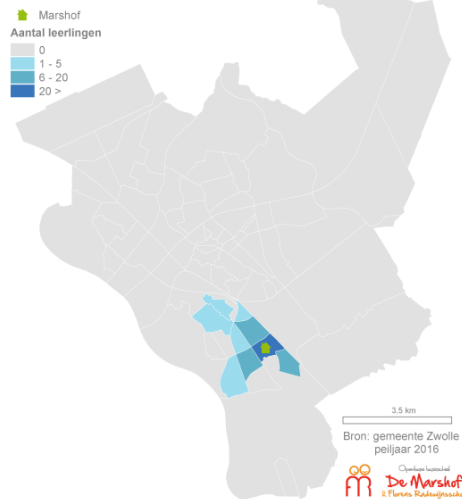 Marshof
Aantal leerlingen
0
1 - 5
6 - 20
20 >
3.5 km
Bron: gemeente Zwolle
peiljaar 2016
De Marshof